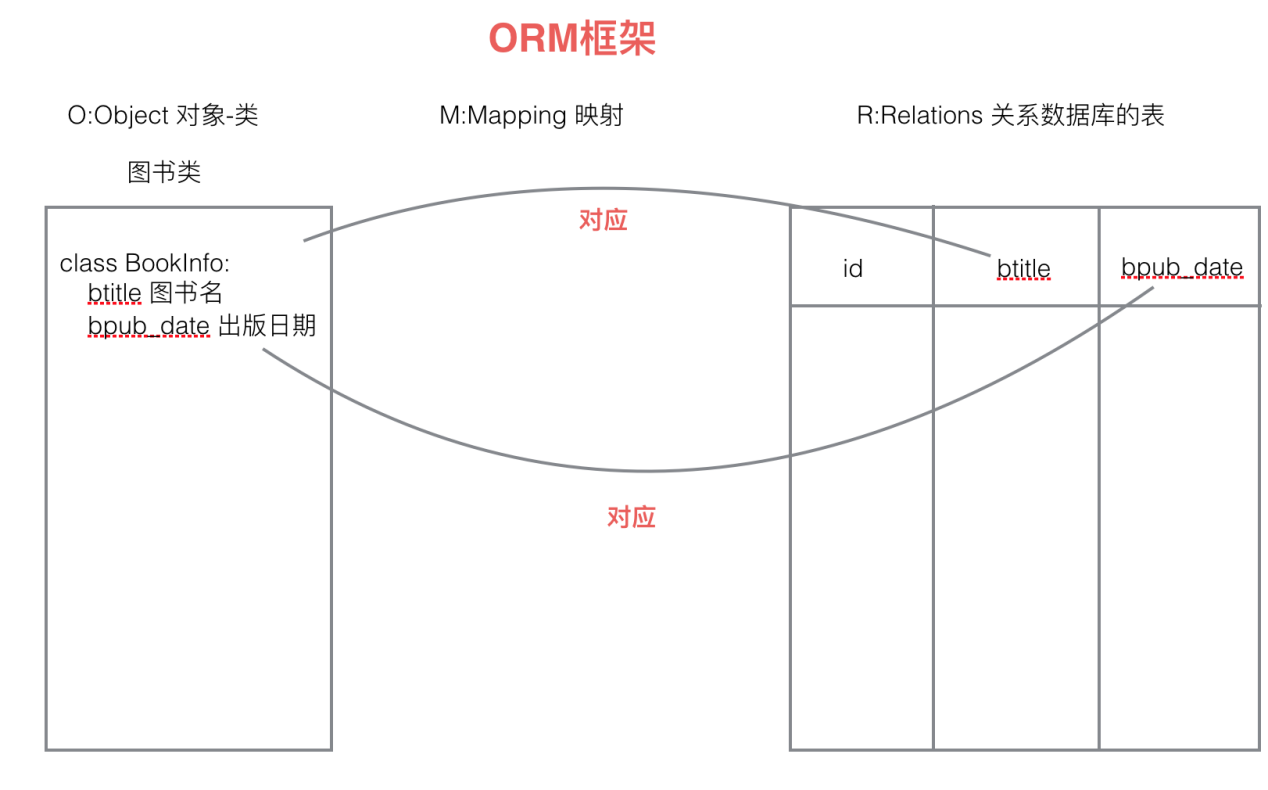 ORM框架
O:Object 对象-类
M:Mapping 映射
R:Relations 关系数据库的表
图书类
对应
class BookInfo:
btitle 图书名
bpub_date 出版日期
id
btitle
bpub_date
对应